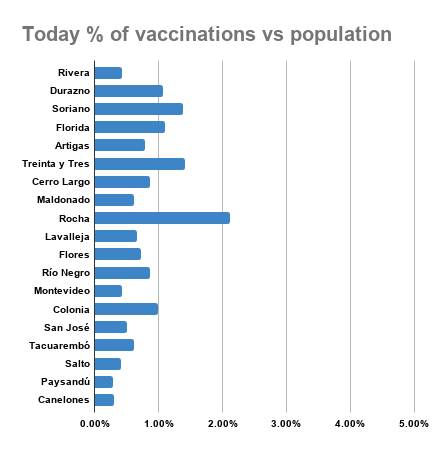 Today % of vaccinations vs population
Rivera
Durazno
Soriano
Florida
Artigas
Treinta y Tres
Cerro Largo
Maldonado
Rocha
Lavalleja
Flores
Río Negro
Montevideo
Colonia
San José
Tacuarembó
Salto
Paysandú
Canelones
0.00% 1.00% 2.00% 3.00% 4.00% 5.00%